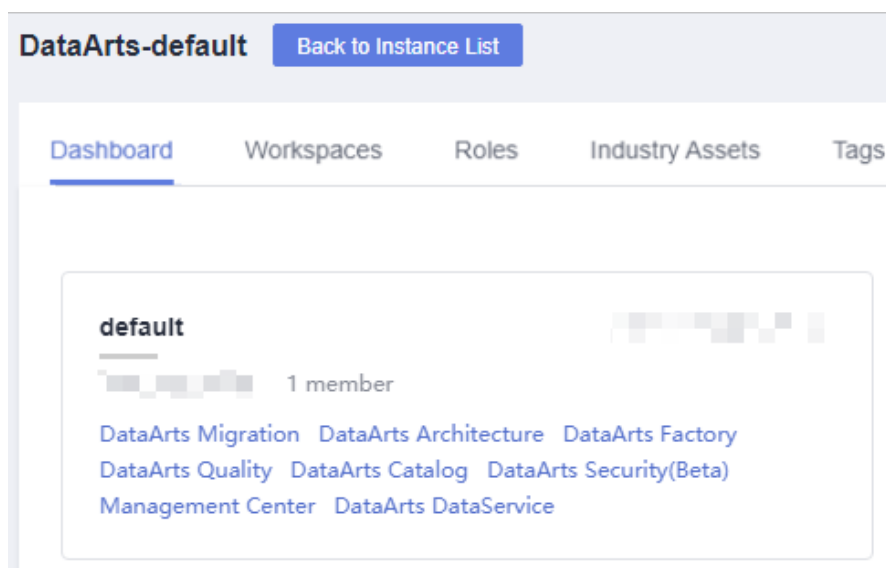 DataArts-default Back to Instance List
Dashboard Workspaces Roles Industry Assets Tags
default
1 member
DataArts Migration DataArts Architecture DataArts Factory
DataArts Quality DataArts Catalog DataArts Security(Beta)
Management Center DataArts DataService